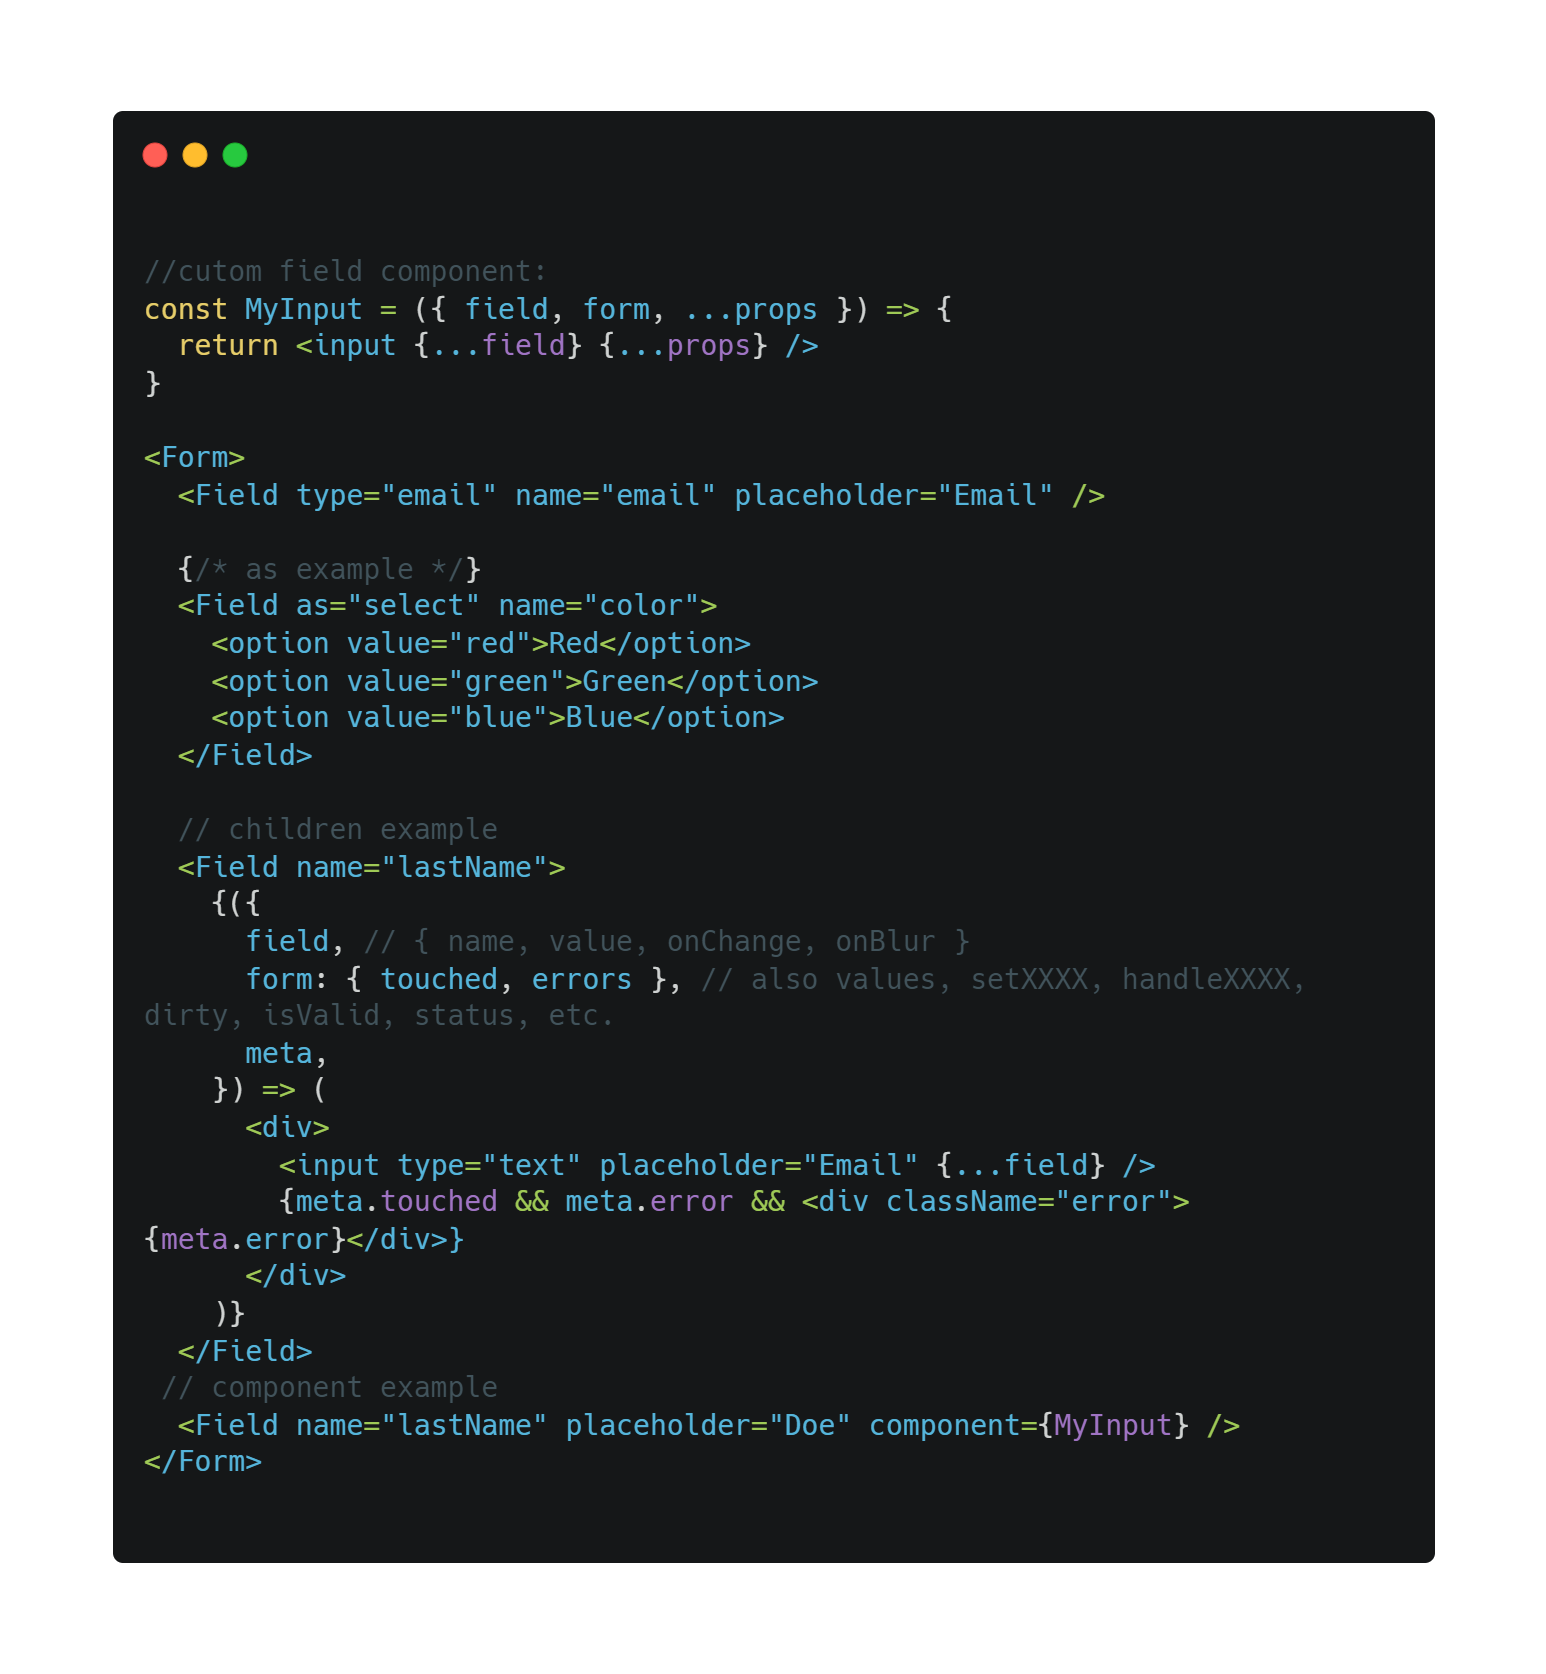 //cutom field component:
const MyInput = ({ field, form, ...props }) => {
  return <input {...field} {...props} />
}

<Form>
  <Field type="email" name="email" placeholder="Email" />

  {/* as example */}
  <Field as="select" name="color">
    <option value="red">Red</option>
    <option value="green">Green</option>
    <option value="blue">Blue</option>
  </Field>

  // children example
  <Field name="lastName">
    {({
      field, // { name, value, onChange, onBlur }
      form: { touched, errors }, // also values, setXXXX, handleXXXX,
dirty, isValid, status, etc.
      meta,
    }) => (
      <div>
        <input type="text" placeholder="Email" {...field} />
        {meta.touched && meta.error && <div className="error">
{meta.error}</div>}
      </div>
    )}
  </Field>
 // component example
  <Field name="lastName" placeholder="Doe" component={MyInput} />
</Form>